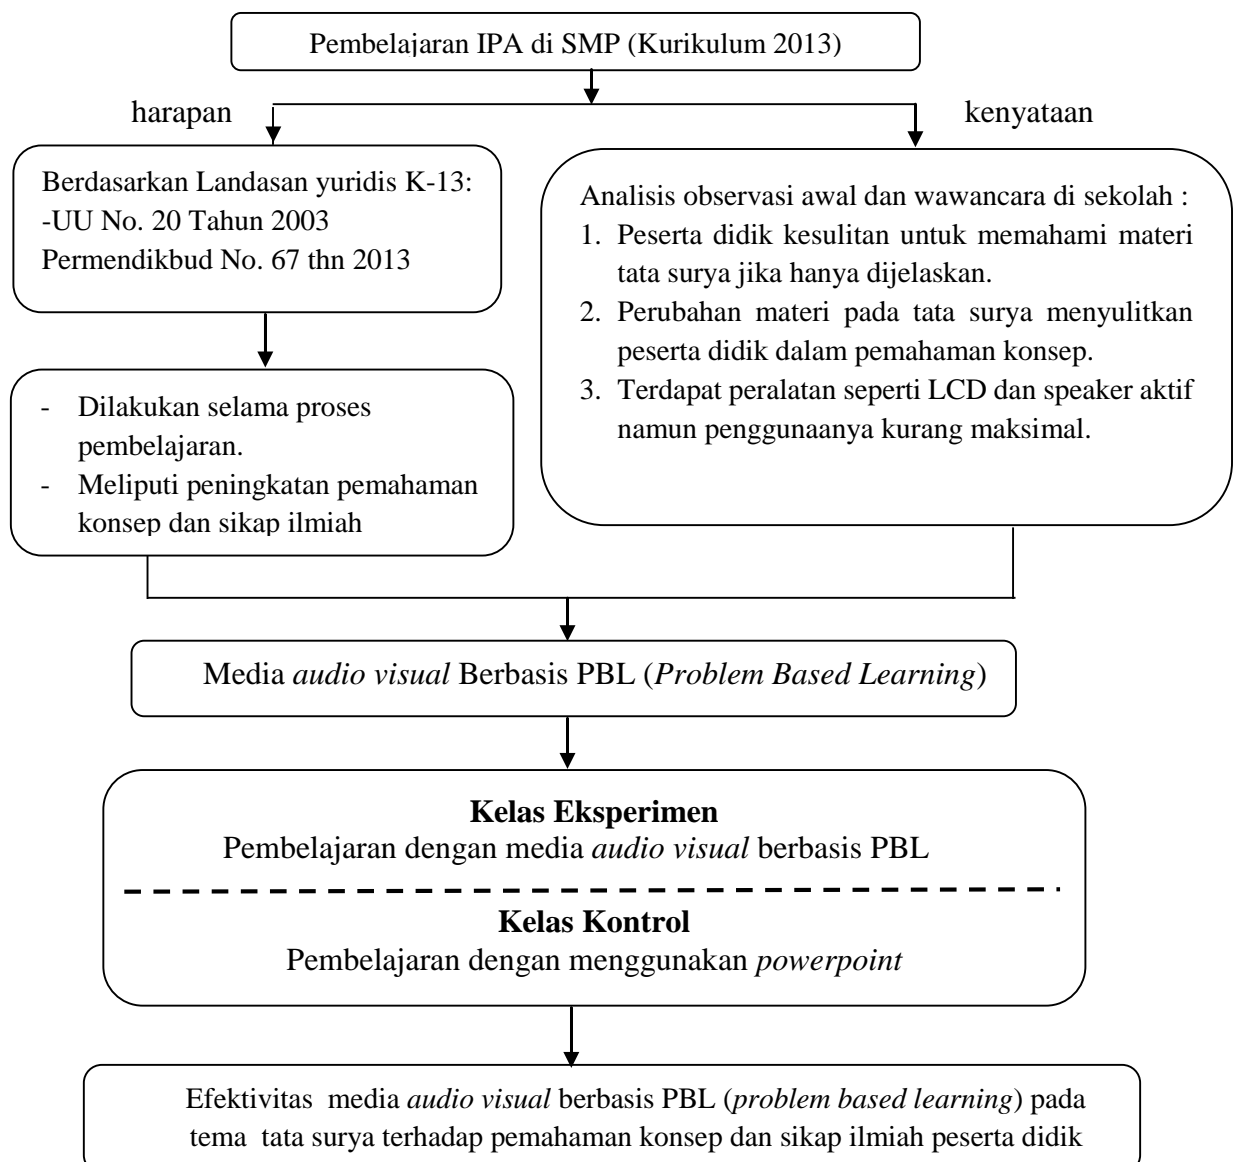 Pembelajaran IPA di SMP (Kurikulum 2013)
harapan
kenyataan
Berdasarkan Landasan yuridis K-13:
-UU No. 20 Tahun 2003
Permendikbud No. 67 thn 2013
- Dilakukan selama proses
pembelajaran.
- Meliputi peningkatan pemahaman
konsep dan sikap ilmiah
Analisis observasi awal dan wawancara di sekolah :
1. Peserta didik kesulitan untuk memahami materi
tata surya jika hanya dijelaskan.
2. Perubahan materi pada tata surya menyulitkan
peserta didik dalam pemahaman konsep.
3. Terdapat peralatan seperti LCD dan speaker aktif
namun penggunaanya kurang maksimal.
Media audio visual Berbasis PBL (Problem Based Learning)
Kelas Eksperimen
Pembelajaran dengan media audio visual berbasis PBL
Kelas Kontrol
Pembelajaran dengan menggunakan powerpoint
Efektivitas media audio visual berbasis PBL (problem based learning) pada
tema tata surya terhadap pemahaman konsep dan sikap ilmiah peserta didik